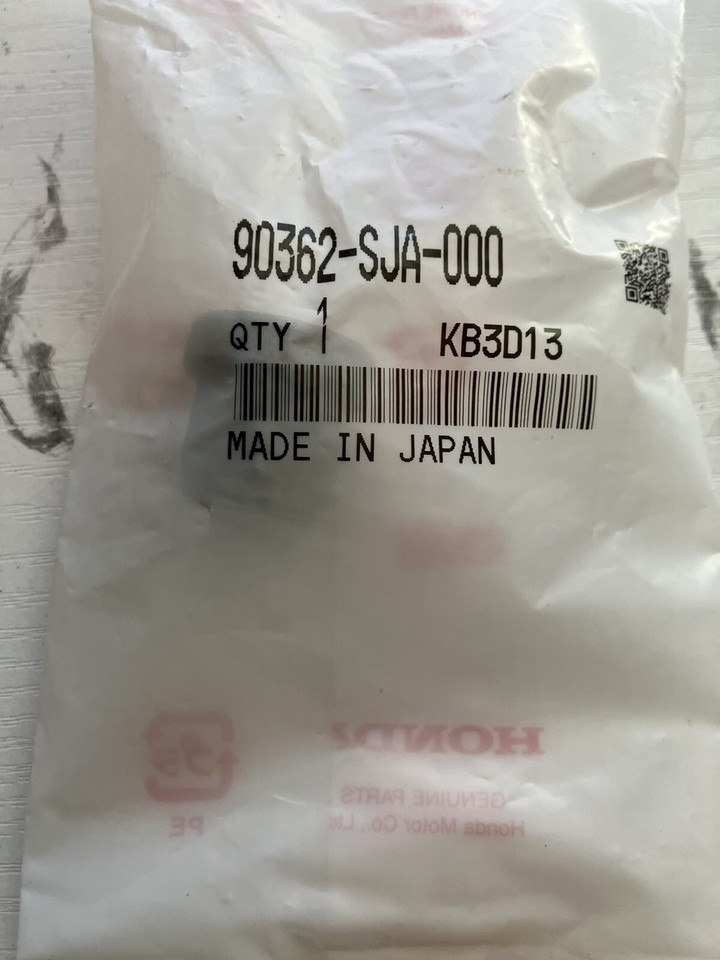 90362-SJA-000
QTY 1 KB3D13
MADE IN JAPAN
HONDA
GENUINE PARTS
Honda Motor Co., Ltd.
PE